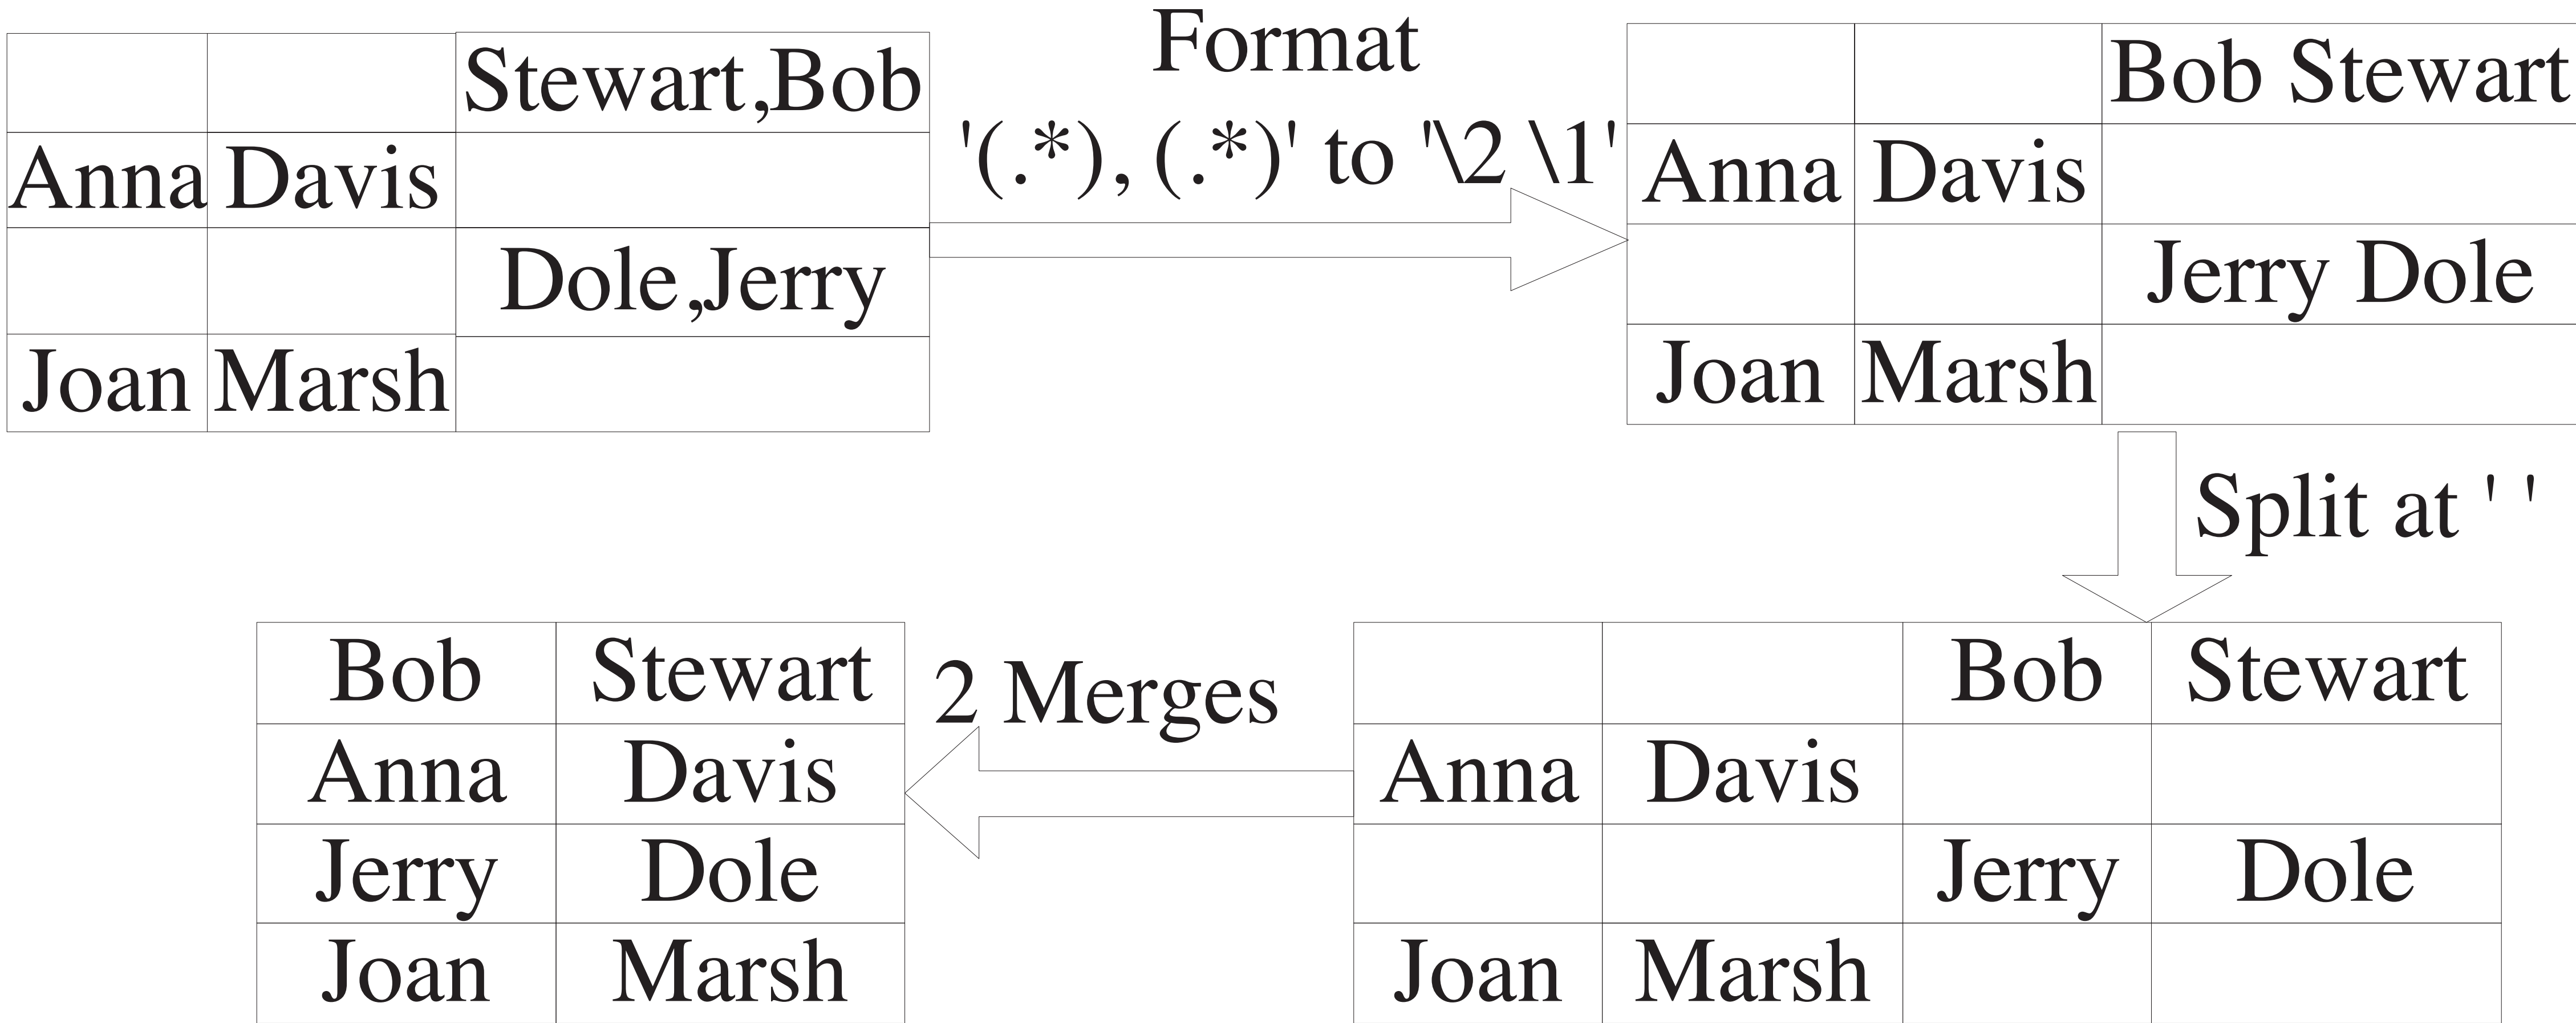 Stewart,Bob
Anna Davis
Dole,Jerry
Joan Marsh
Format
'(.*), (.*)' to '\2 \1'
Bob Stewart
Anna Davis
Jerry Dole
Joan Marsh
Split at ' '
Bob Stewart
Anna Davis
Jerry Dole
Joan Marsh
2 Merges
Bob Stewart
Anna Davis
Jerry Dole
Joan Marsh